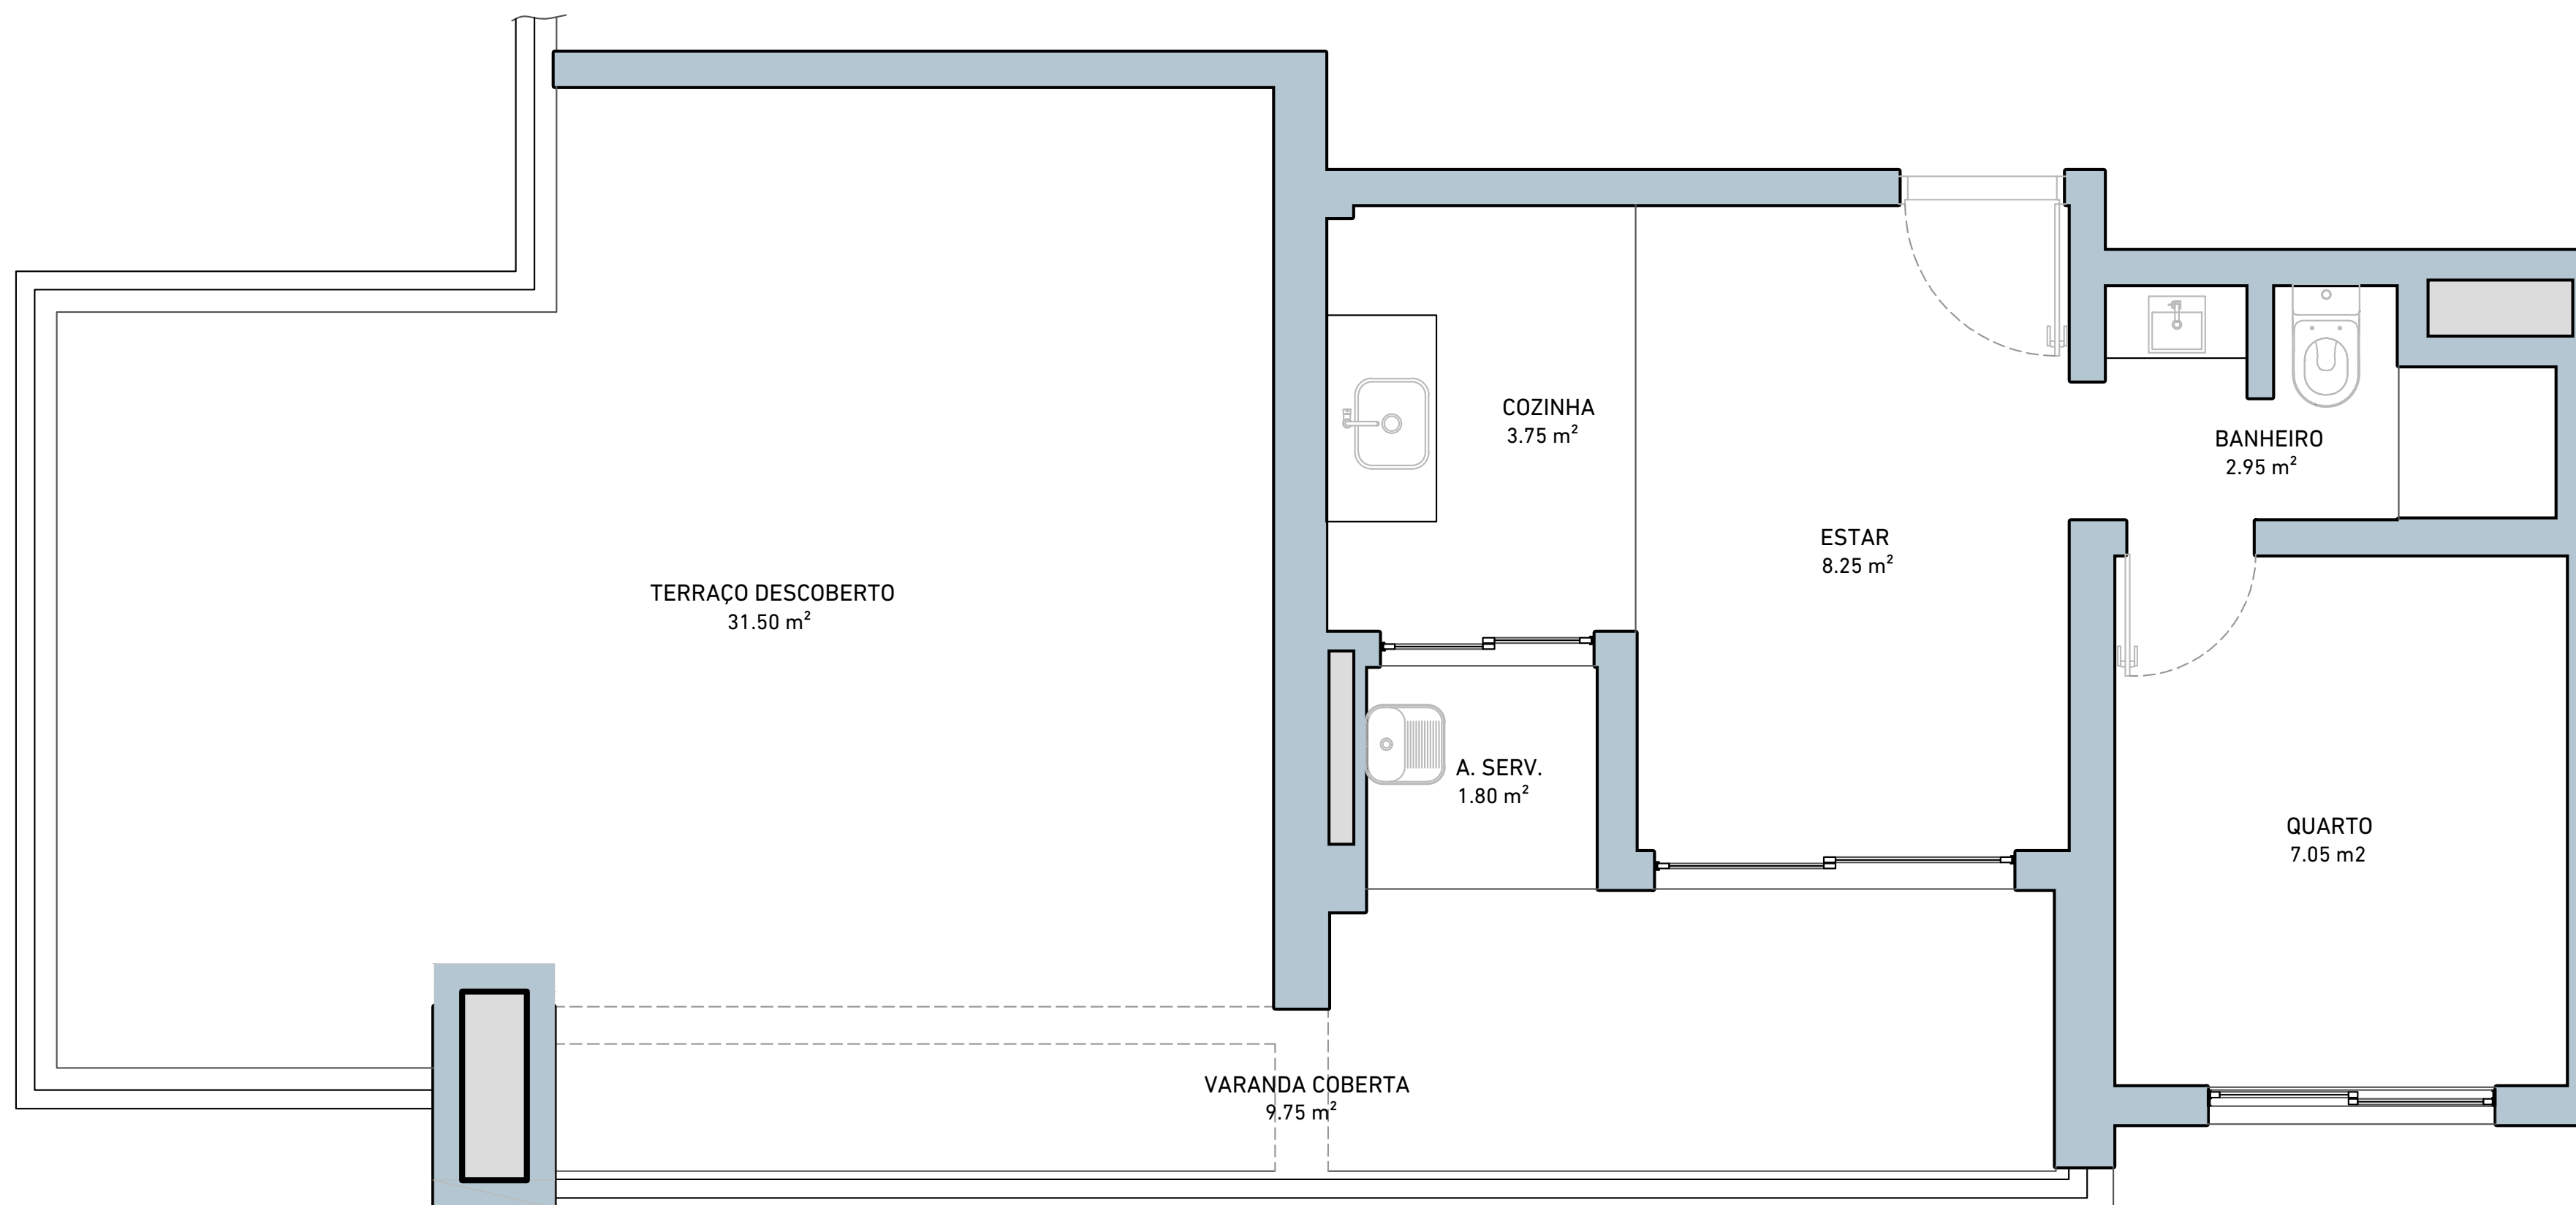 COZINHA
3.75 m²
BANHEIRO
2.95 m²
ESTAR
8.25 m²
TERRAÇO DESCOBERTO
31.50 m²
A. SERV.
1.80 m²
QUARTO
7.05 m2
VARANDA COBERTA
9.75 m²